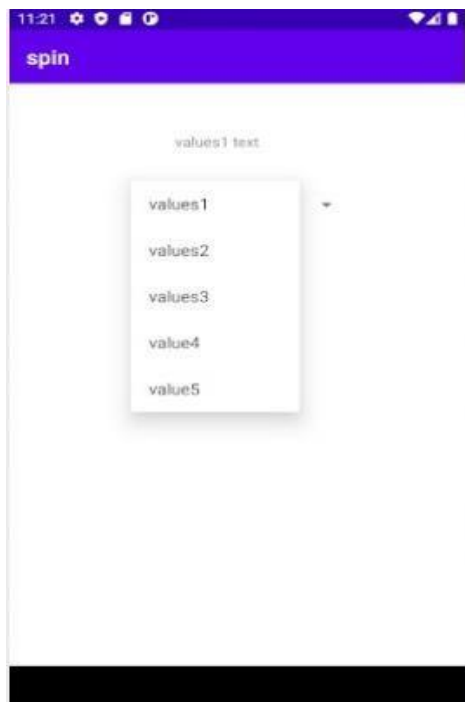 11:21
spin
values1 text
values1
values2
values3
value4
value5